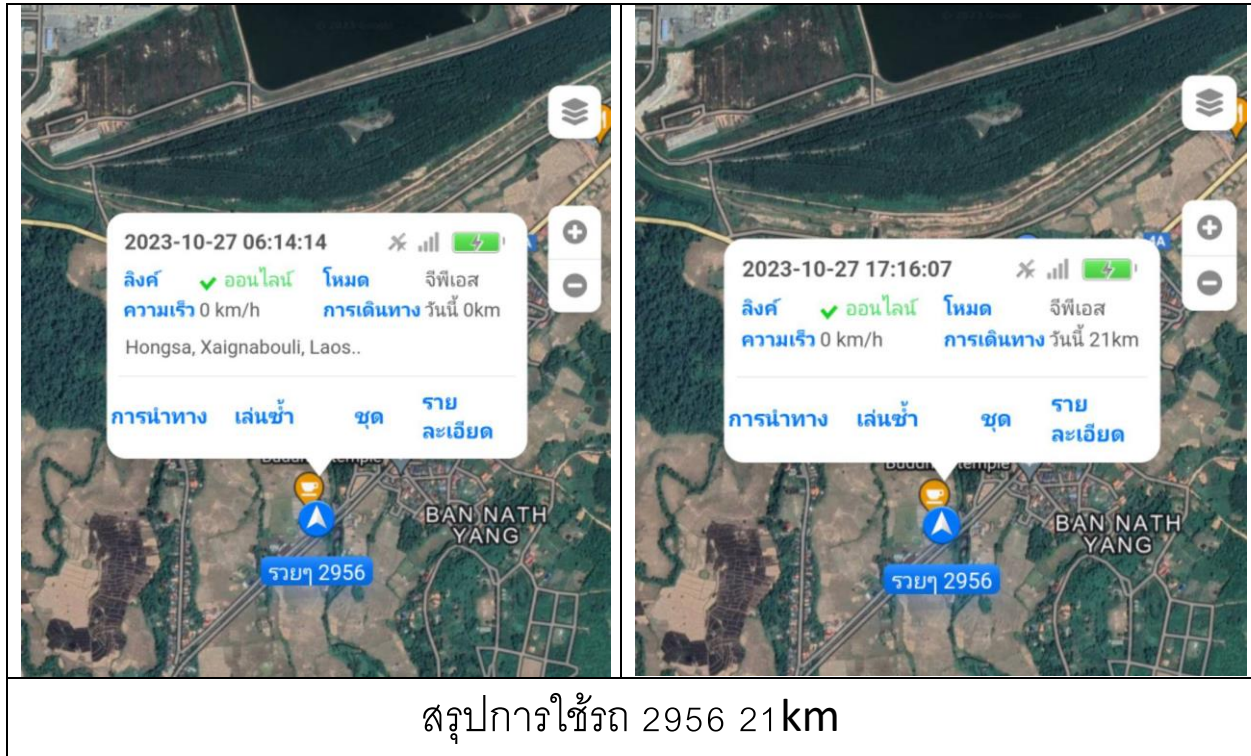 2023-10-27 06:14:14
ลิงค์ ออนไลน์ โหมด จีพีเอส
ความเร็ว 0 km/h การเดินทาง วันนี้ 0km
Hongsa, Xaignabouli, Laos..
การนำทาง เล่นซ้ำ ชุด ราย
ละเอียด
BAN NATH
YANG
รวยๆ 2956
4A
2023-10-27 17:16:07
ลิงค์ ออนไลน์ โหมด จีพีเอส
ความเร็ว 0 km/h การเดินทาง วันนี้ 21km
การนำทาง เล่นซ้ำ ชุด ราย
ละเอียด
BAN NATH
YANG
รวยๆ 2956
สรุปการใช้รถ 2956 21km